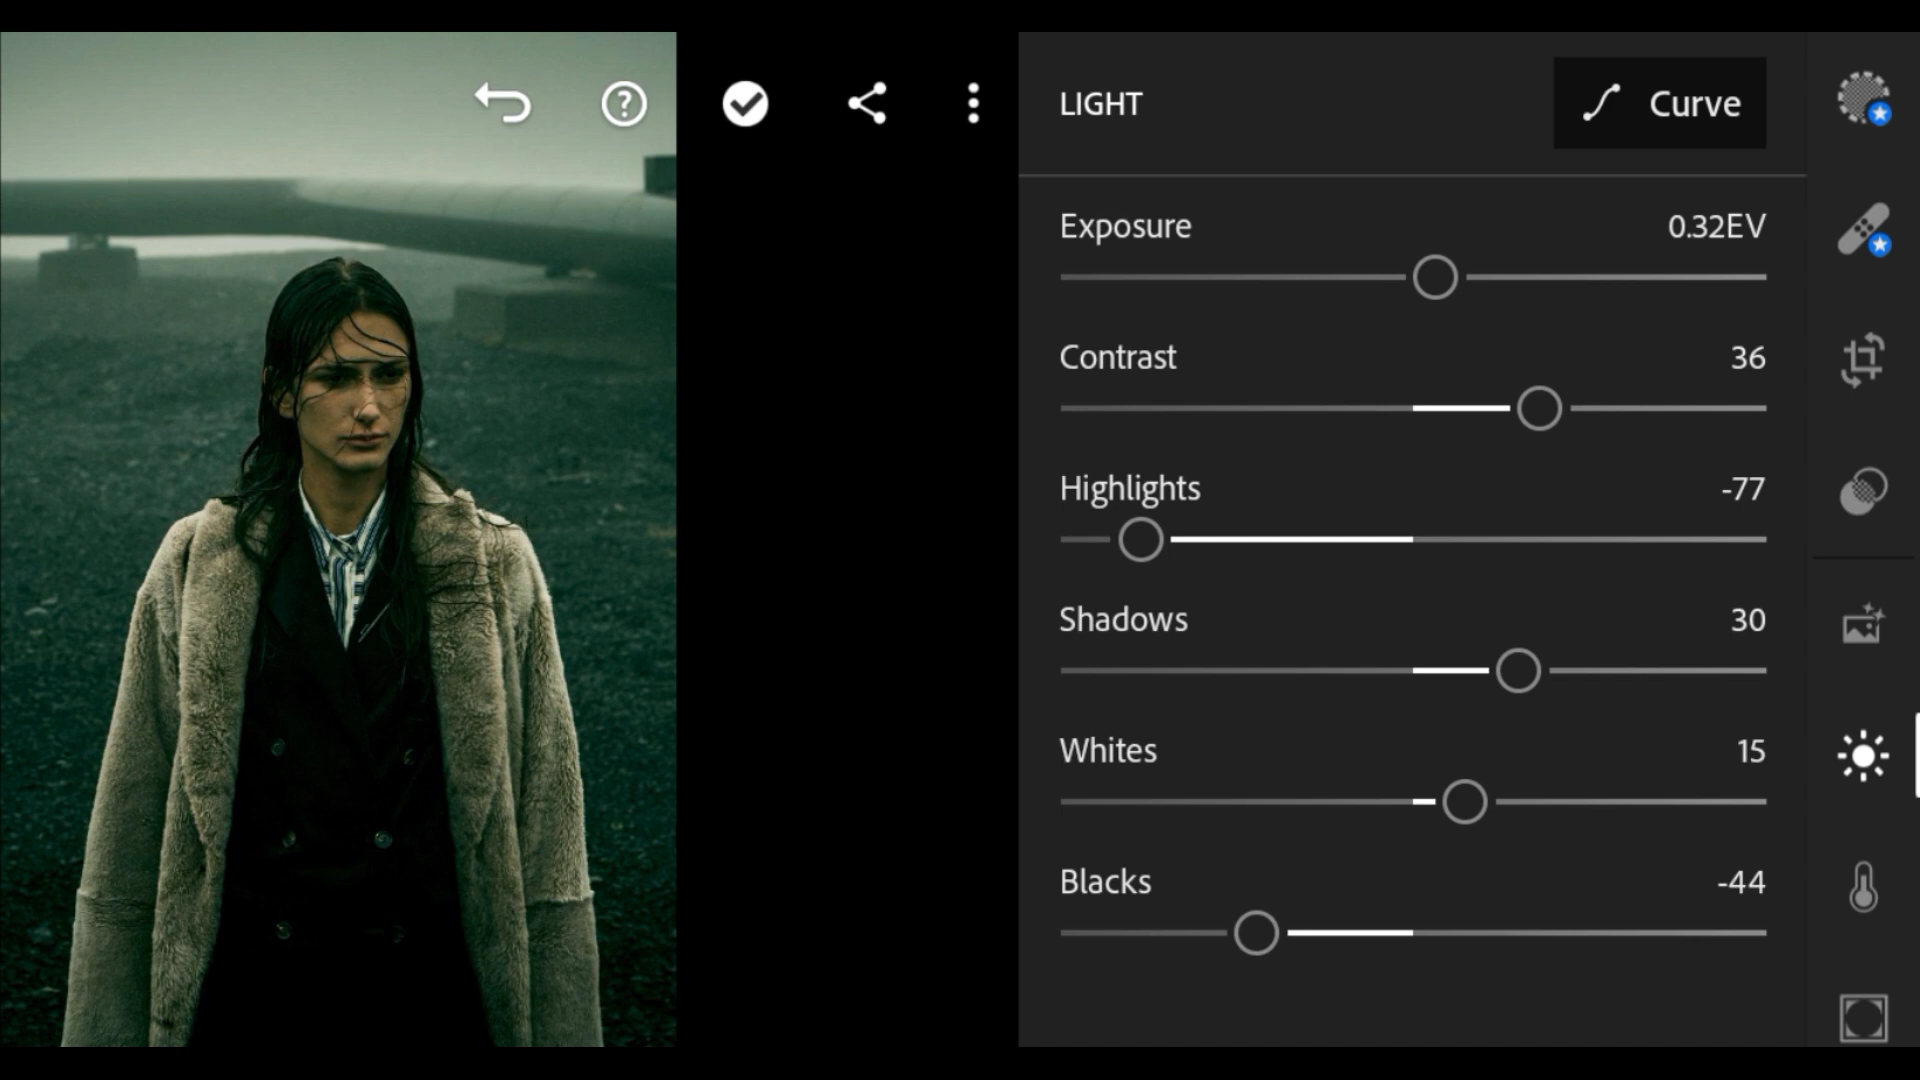 LIGHT
Curve
Exposure 0.32EV
Contrast 36
Highlights -77
Shadows 30
Whites 15
Blacks -44